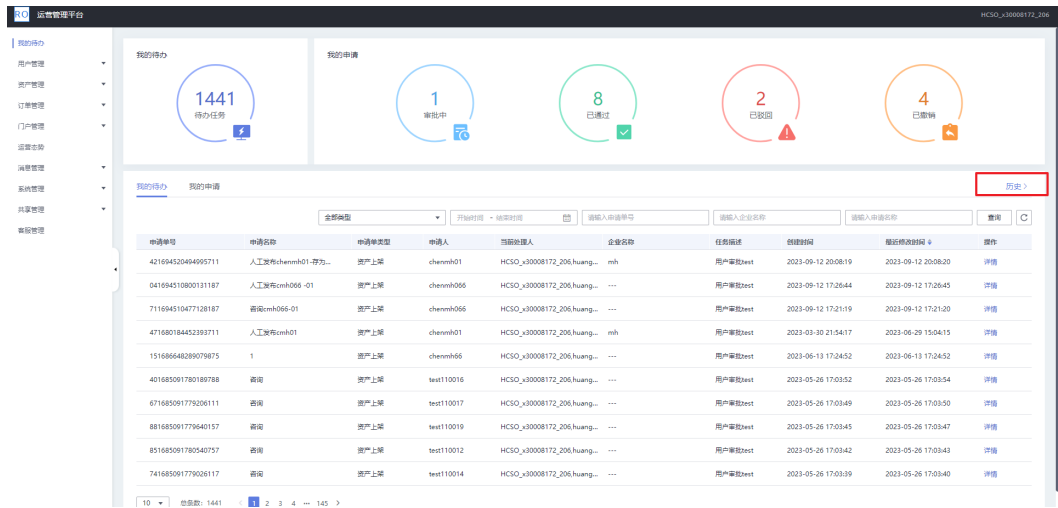 RO 运营管理平台 HCSO_x30008172_206
我的待办
用户管理
资产管理
订单管理
门户管理
运营态势
消息管理
系统管理
共享管理
客服管理
我的待办
1441
待办任务
我的申请
1
审批中
8
已通过
2
已驳回
4
已撤销
我的待办 我的申请 历史
全部类型 开始时间 - 结束时间 请输入申请单号 请输入企业名称 请输入申请名称 查询
申请单号 申请名称 申请单类型 申请人 当前处理人 企业名称 任务描述 创建时间 最近修改时间 操作
421694520494995711 人工发布chenmh01-存为... 资产上架 chenmh01 HCSO_x30008172_206,huang... mh 用户审批test 2023-09-12 20:08:19 2023-09-12 20:08:20 详情
041694510800131187 人工发布cmh066 -01 资产上架 chenmh066 HCSO_x30008172_206,huang... --- 用户审批test 2023-09-12 17:26:44 2023-09-12 17:26:45 详情
711694510477128187 咨询cmh066-01 资产上架 chenmh066 HCSO_x30008172_206,huang... --- 用户审批test 2023-09-12 17:21:19 2023-09-12 17:21:20 详情
471680184452393711 人工发布cmh01 资产上架 chenmh01 HCSO_x30008172_206,huang... mh 用户审批test 2023-03-30 21:54:17 2023-06-29 15:04:15 详情
151686648289079875 1 资产上架 chenmh66 HCSO_x30008172_206,huang... --- 用户审批test 2023-06-13 17:24:52 2023-06-13 17:24:52 详情
401685091780189788 咨询 资产上架 test110016 HCSO_x30008172_206,huang... --- 用户审批test 2023-05-26 17:03:52 2023-05-26 17:03:54 详情
671685091779206111 咨询 资产上架 test110017 HCSO_x30008172_206,huang... --- 用户审批test 2023-05-26 17:03:49 2023-05-26 17:03:50 详情
881685091779640157 咨询 资产上架 test110019 HCSO_x30008172_206,huang... --- 用户审批test 2023-05-26 17:03:45 2023-05-26 17:03:47 详情
851685091780540757 咨询 资产上架 test110012 HCSO_x30008172_206,huang... --- 用户审批test 2023-05-26 17:03:42 2023-05-26 17:03:43 详情
741685091779026117 咨询 资产上架 test110014 HCSO_x30008172_206,huang... --- 用户审批test 2023-05-26 17:03:39 2023-05-26 17:03:40 详情
10 总条数: 1441 < 1 2 3 4 ... 145 >